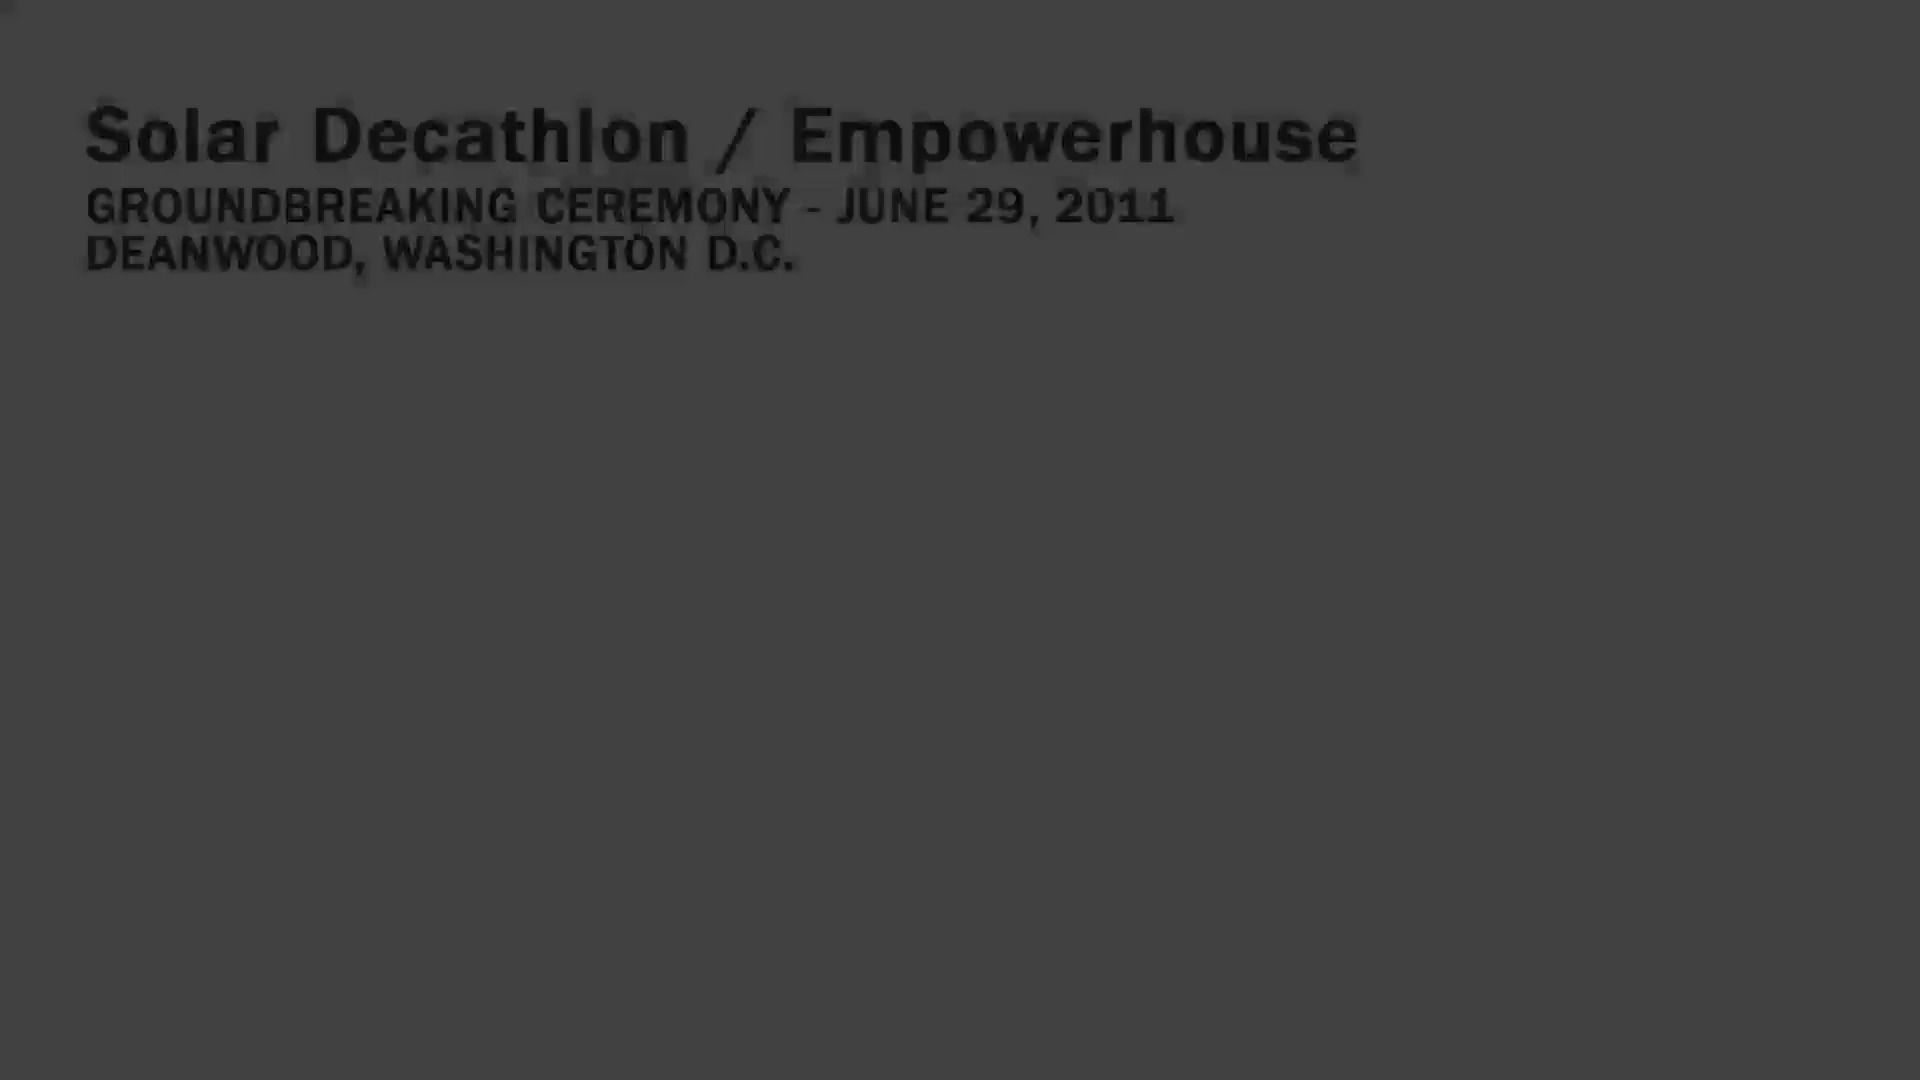 Solar Decathlon / Empowerhouse
GROUNDBREAKING CEREMONY - JUNE 29, 2011
DEANWOOD, WASHINGTON D.C.